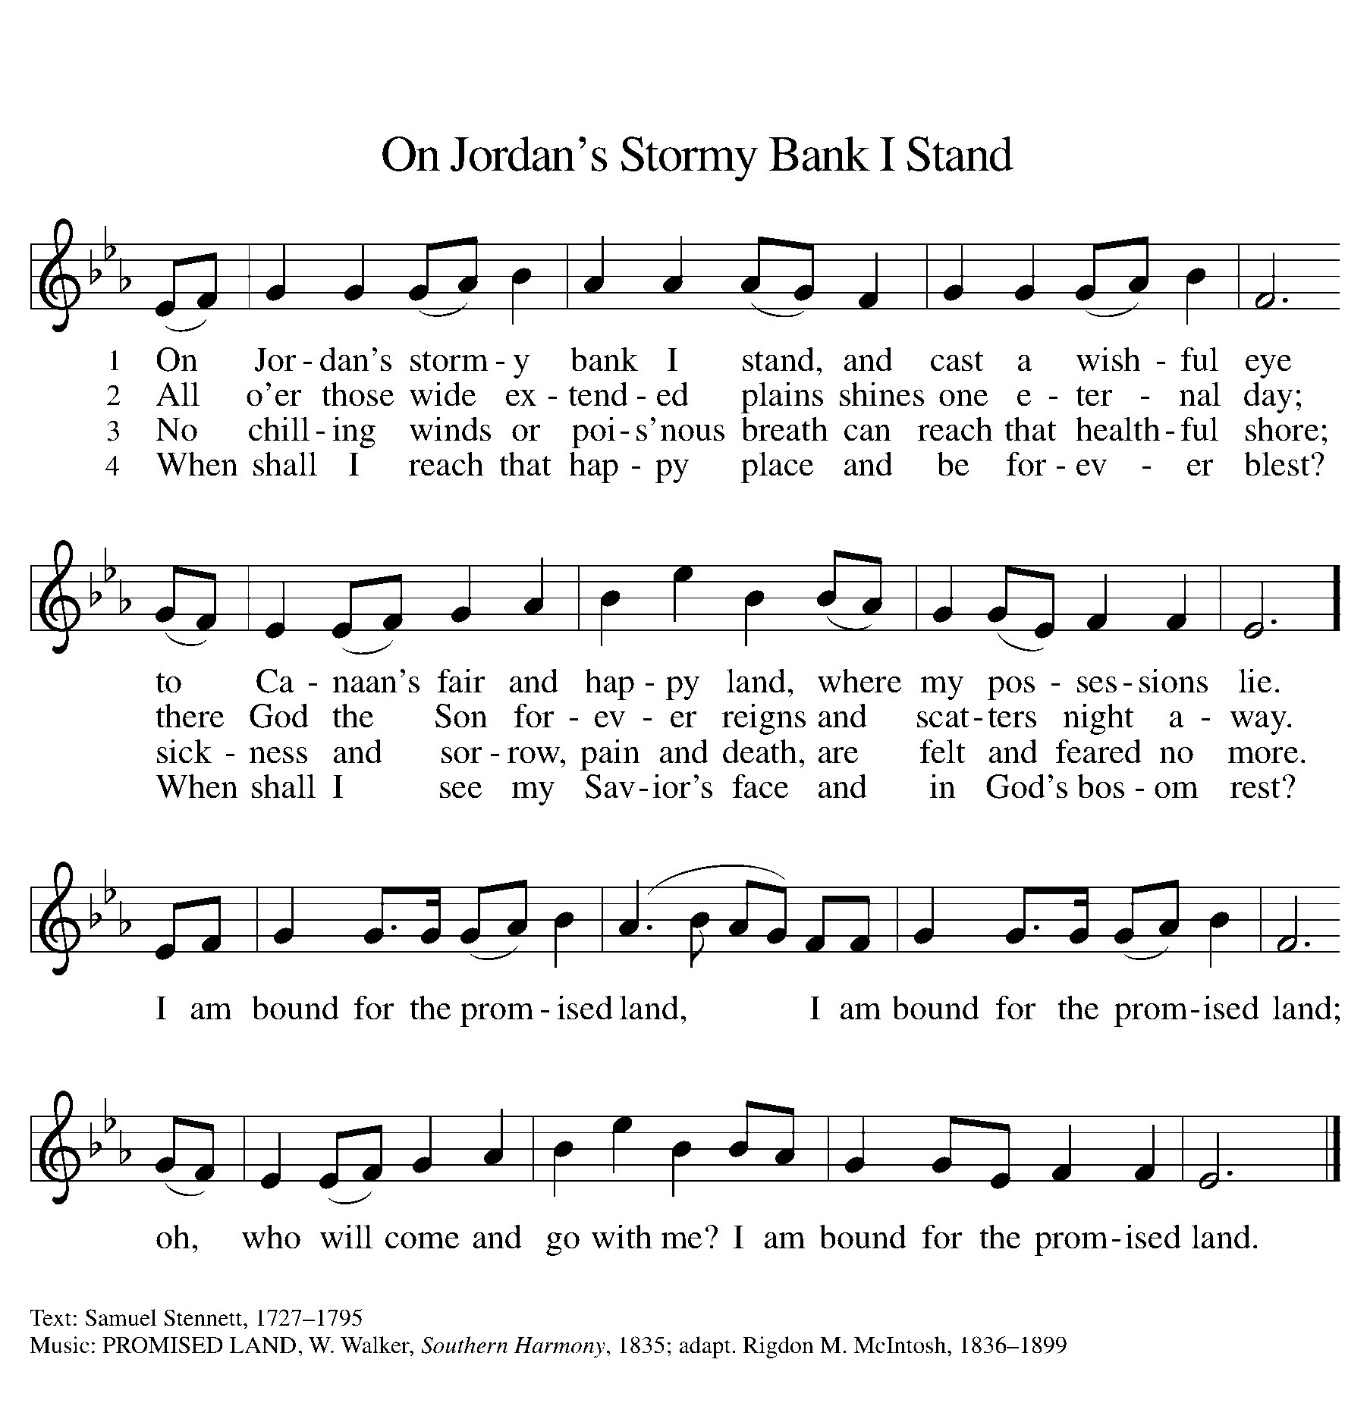 On Jordan's Stormy Bank I Stand
1 On Jor - dan's storm - y bank I stand, and cast a wish - ful eye
2 All o'er those wide ex - tend - ed plains shines one e - ter - nal day;
3 No chill - ing winds or poi - s'nous breath can reach that health - ful shore;
4 When shall I reach that hap - py place and be for - ev - er blest?
to Ca - naan's fair and hap - py land, where my pos - ses - sions lie.
there God the Son for - ev - er reigns and scat - ters night a - way.
sick - ness and sor - row, pain and death, are felt and feared no more.
When shall I see my Sav - ior's face and in God's bos - om rest?
I am bound for the prom - ised land, I am bound for the prom - ised land;
oh, who will come and go with me? I am bound for the prom - ised land.
Text: Samuel Stennett, 1727–1795
Music: PROMISED LAND, W. Walker, Southern Harmony, 1835; adapt. Rigdon M. McIntosh, 1836–1899